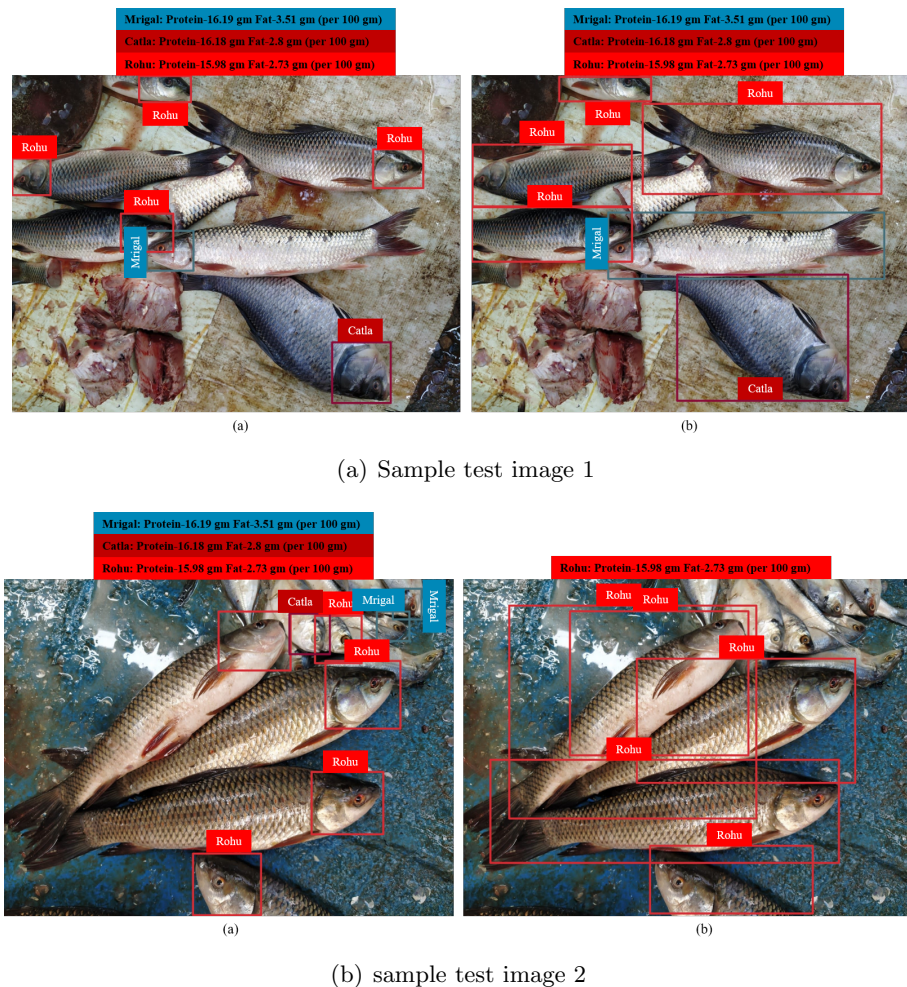 Mrigal: Protein-16.19 gm Fat-3.51 gm (per 100 gm)
Catla: Protein-16.18 gm Fat-2.8 gm (per 100 gm)
Rohu: Protein-15.98 gm Fat-2.73 gm (per 100 gm)
Rohu
Rohu
Rohu
Rohu
Mrigal
Catla
(a)
Mrigal: Protein-16.19 gm Fat-3.51 gm (per 100 gm)
Catla: Protein-16.18 gm Fat-2.8 gm (per 100 gm)
Rohu: Protein-15.98 gm Fat-2.73 gm (per 100 gm)
Rohu
Rohu
Rohu
Rohu
Mrigal
Catla
(b)
(a) Sample test image 1
Mrigal: Protein-16.19 gm Fat-3.51 gm (per 100 gm)
Catla: Protein-16.18 gm Fat-2.8 gm (per 100 gm)
Rohu: Protein-15.98 gm Fat-2.73 gm (per 100 gm)
Catla
Rohu
Mrigal
Mrigal
Rohu
Rohu
Rohu
(a)
Rohu: Protein-15.98 gm Fat-2.73 gm (per 100 gm)
Rohu
Rohu
Rohu
Rohu
Rohu
(b)
(b) sample test image 2